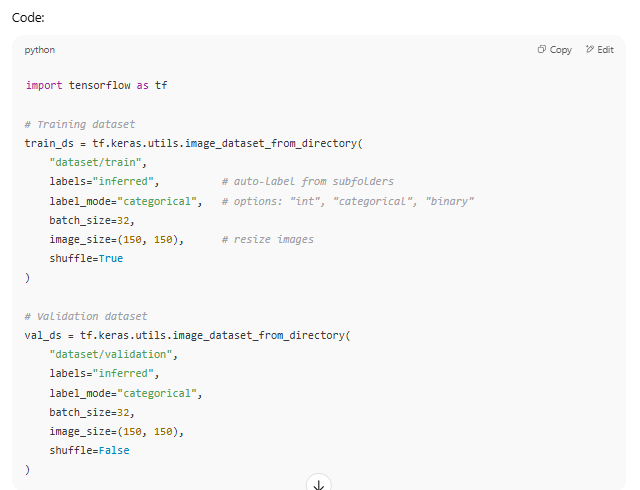 Code:
python Copy Edit
import tensorflow as tf
# Training dataset
train_ds = tf.keras.utils.image_dataset_from_directory(
    "dataset/train",
    labels="inferred",          # auto-label from subfolders
    label_mode="categorical",   # options: "int", "categorical", "binary"
    batch_size=32,
    image_size=(150, 150),      # resize images
    shuffle=True
)
# Validation dataset
val_ds = tf.keras.utils.image_dataset_from_directory(
    "dataset/validation",
    labels="inferred",
    label_mode="categorical",
    batch_size=32,
    image_size=(150, 150),
    shuffle=False
)